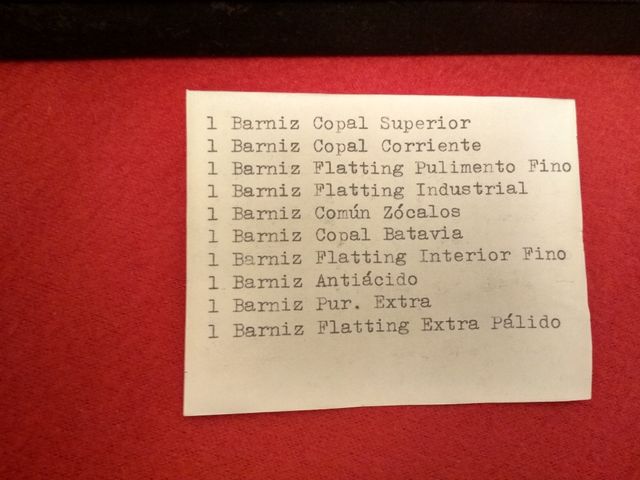 1 Barniz Copal Superior
1 Barniz Copal Corriente
1 Barniz Flatting Pulimento Fino
1 Barniz Flatting Industrial
1 Barniz Común Zócalos
1 Barniz Copal Batavia
1 Barniz Flatting Interior Fino
1 Barniz Antiácido
1 Barniz Pur. Extra
1 Barniz Flatting Extra Pálido